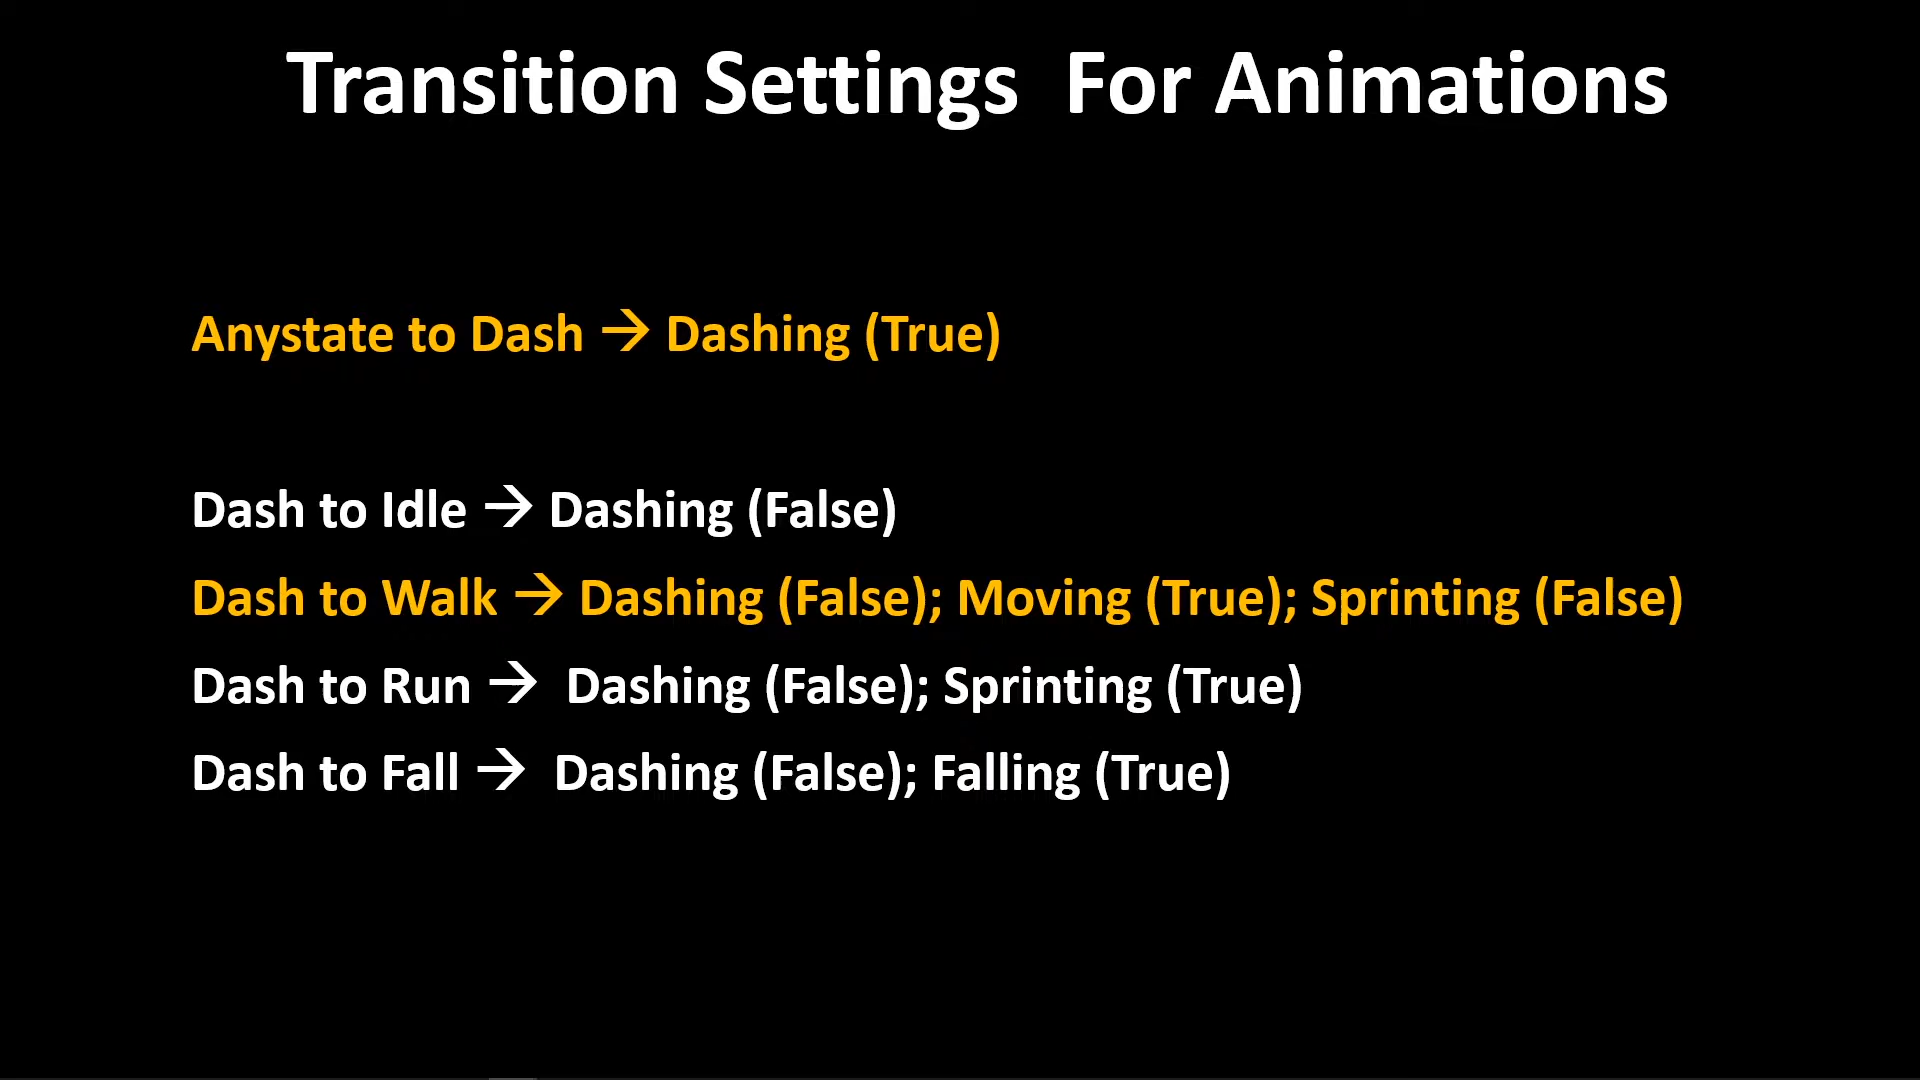 Transition Settings  For Animations
Anystate to Dash → Dashing (True)
Dash to Idle → Dashing (False)
Dash to Walk → Dashing (False); Moving (True); Sprinting (False)
Dash to Run →  Dashing (False); Sprinting (True)
Dash to Fall →  Dashing (False); Falling (True)